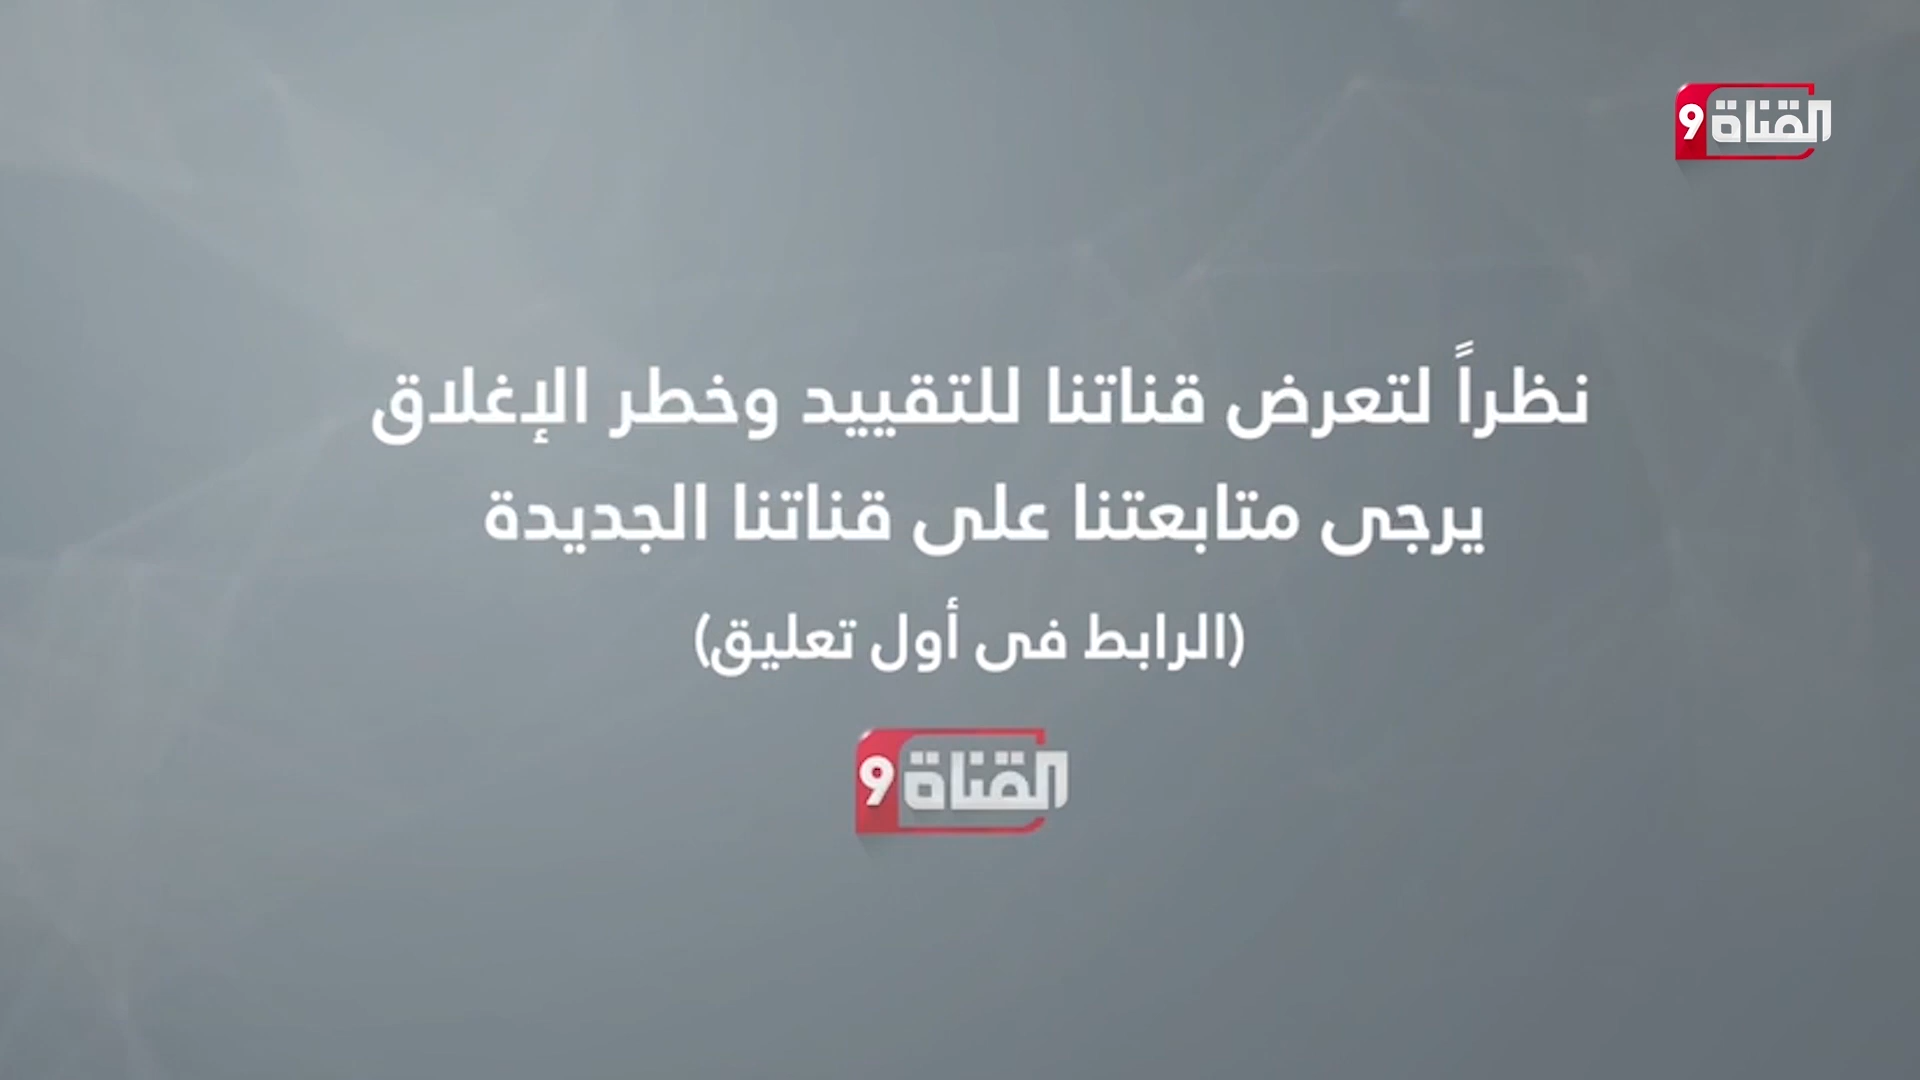 القناة 9
نظراً لتعرض قناتنا للتقييد وخطر الإغلاق
يرجى متابعتنا على قناتنا الجديدة
(الرابط فى أول تعليق)
القناة 9